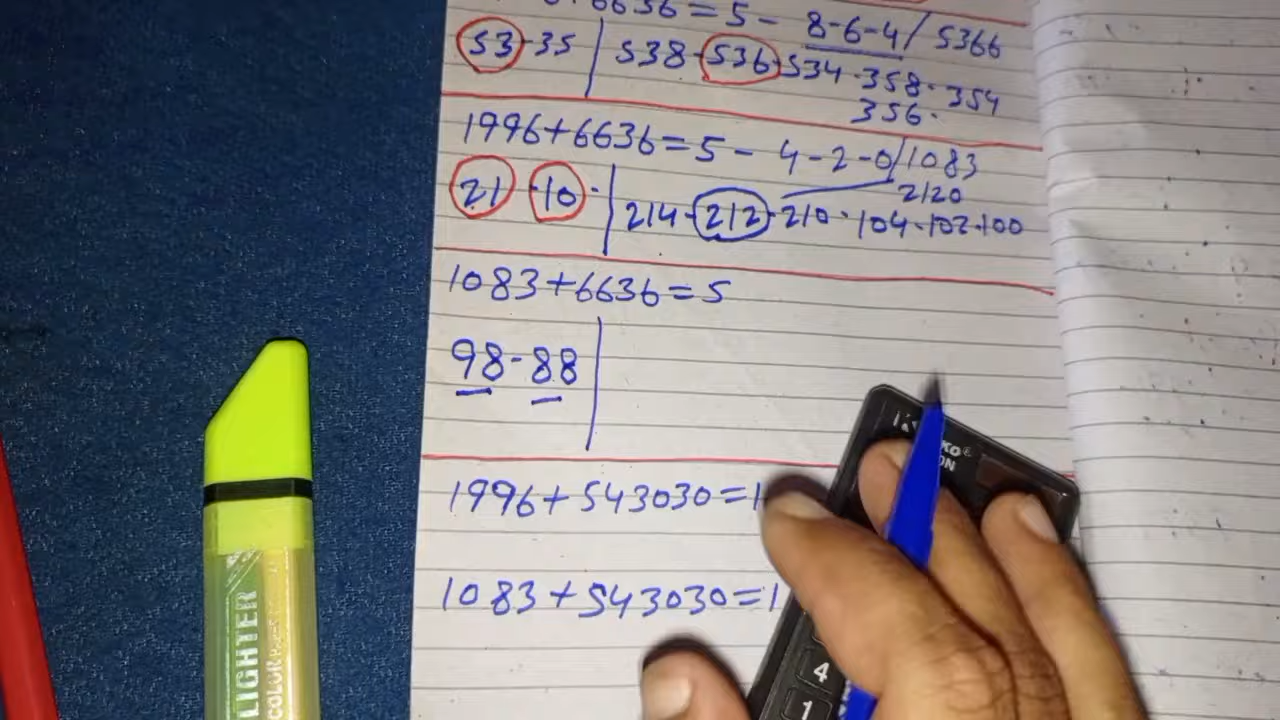 6636 = 5 - 8-6-4/ 5366
53-35 538-536-534-358-354
356-
1996+6636 = 5 - 4-2-0/1083
2120
21 10- 214-212-210-104-102-100
1083+6636=5
98-88
1996+543030=1
1083+543030=1
LIGHTER
COLOR
ON
4
1